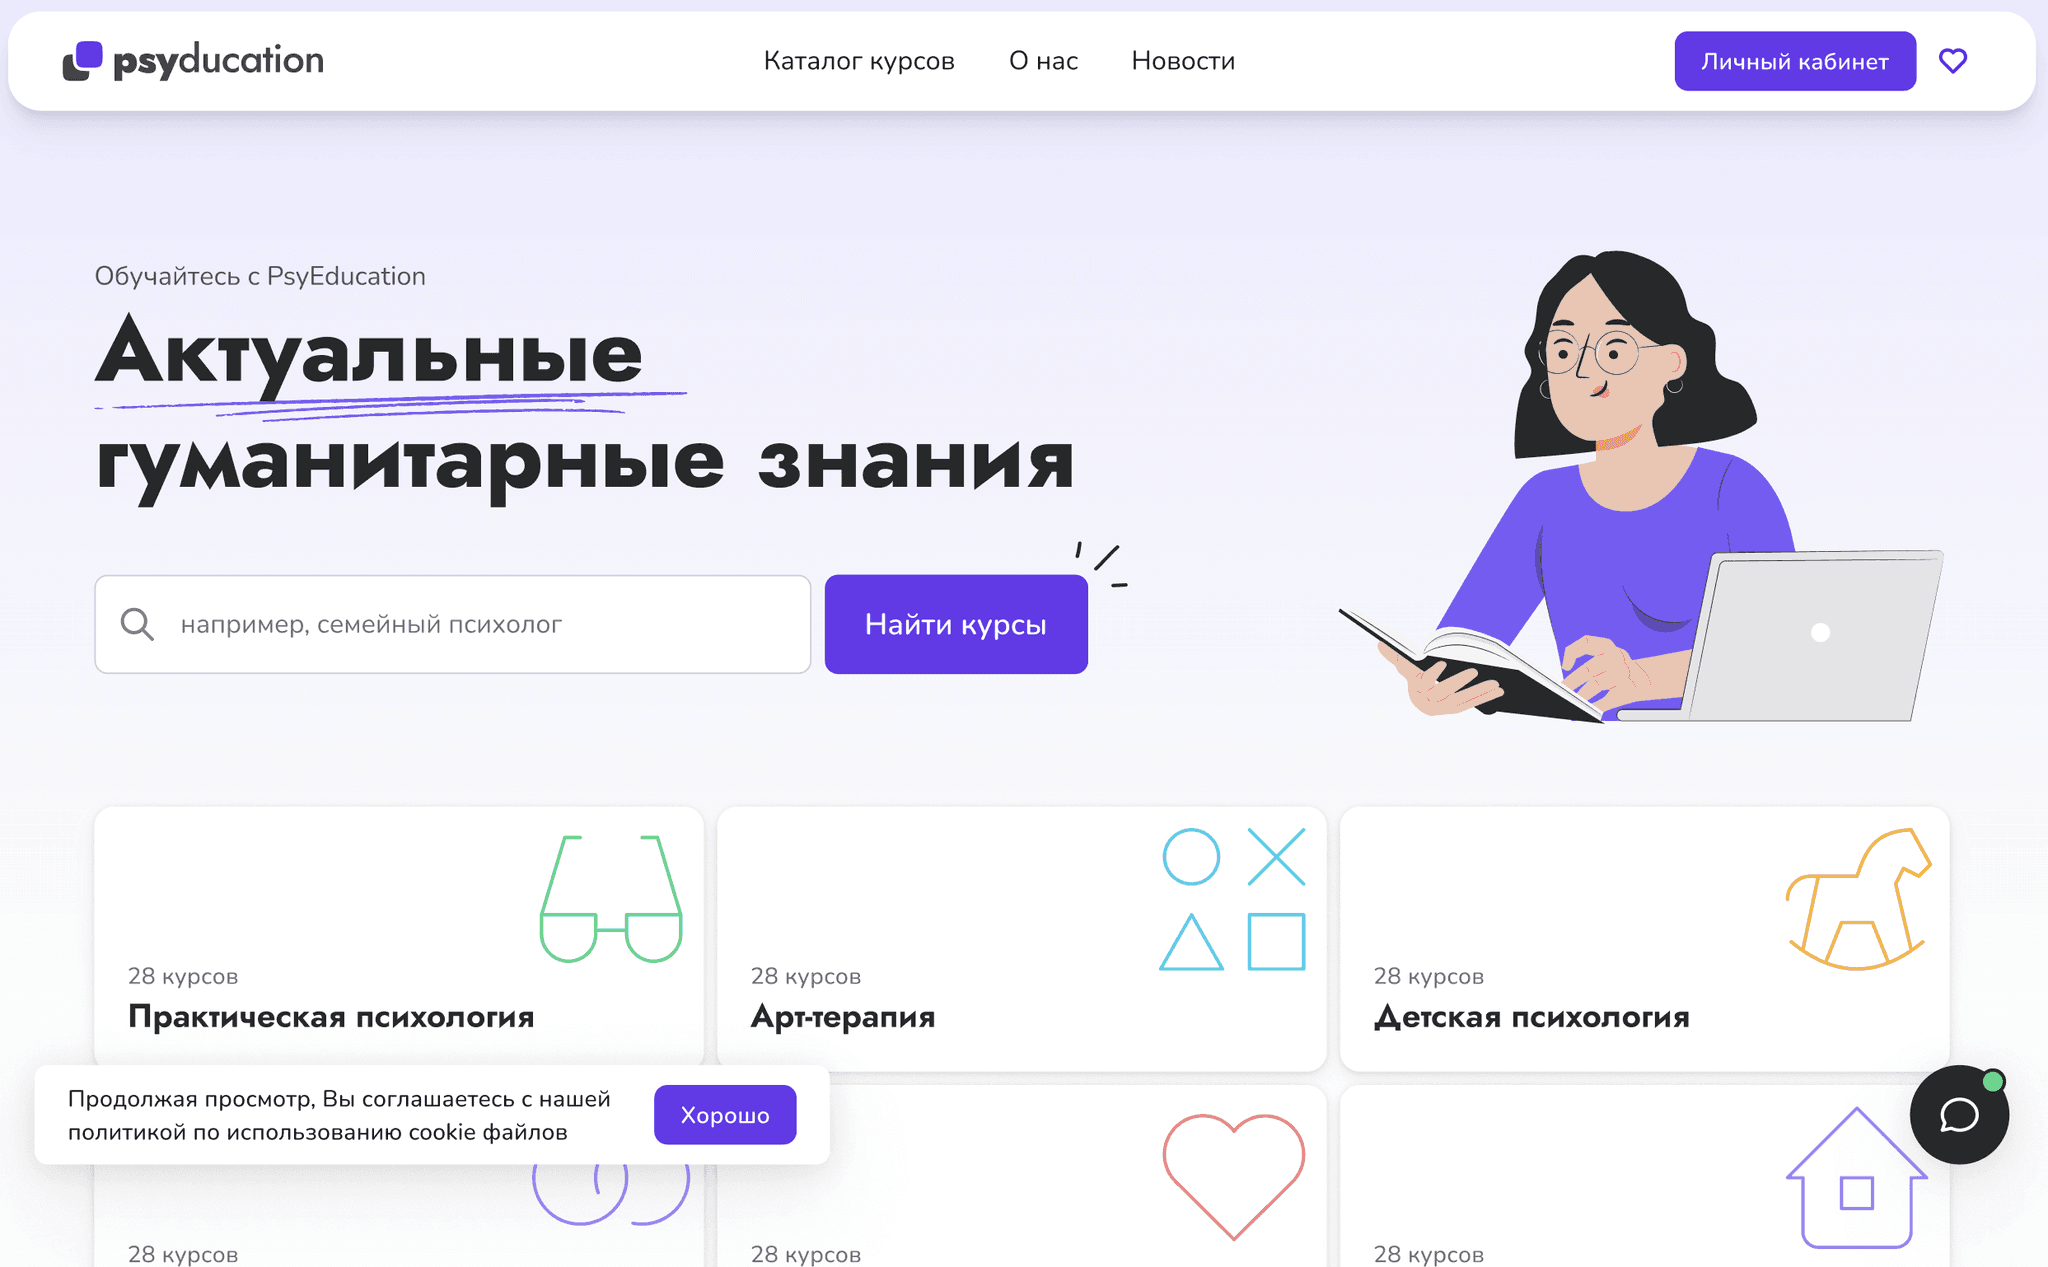 psyducation
Каталог курсов
О нас
Новости
Личный кабинет
Обучайтесь с PsyEducation
Актуальные
гуманитарные знания
например, семейный психолог
Найти курсы
28 курсов
Практическая психология
28 курсов
Арт-терапия
28 курсов
Детская психология
Продолжая просмотр, Вы соглашаетесь с нашей
политикой по использованию cookie файлов
Хорошо
28 курсов
28 курсов
28 курсов